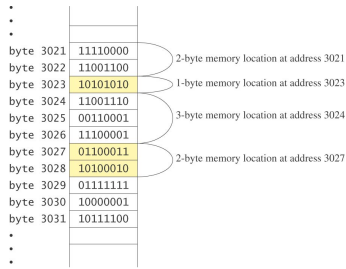 byte 3021 11110000
2-byte memory location at address 3021
byte 3022 11001100
byte 3023 10101010 1-byte memory location at address 3023
byte 3024 11001110
3-byte memory location at address 3024
byte 3025 00110001
byte 3026 11100001
byte 3027 01100011
2-byte memory location at address 3027
byte 3028 10100010
byte 3029 01111111
byte 3030 10000001
byte 3031 10111100